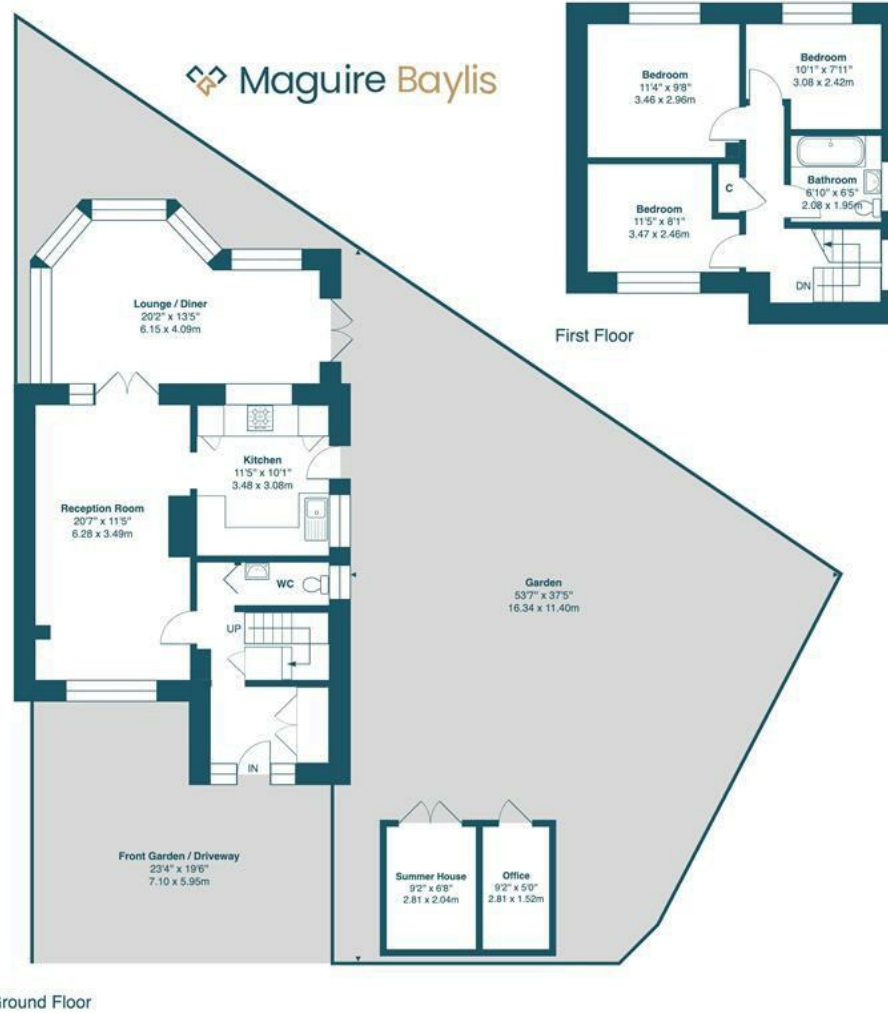 Maguire Baylis
Bedroom
11'4" x 9'8"
3.46 x 2.96m
Bedroom
10'1" x 7'11"
3.08 x 2.42m
Bathroom
6'10" x 6'5"
2.08 x 1.95m
C
Bedroom
11'5" x 8'1"
3.47 x 2.46m
DN
First Floor
Lounge / Diner
20'2" x 13'5"
6.15 x 4.09m
Kitchen
11'5" x 10'1"
3.48 x 3.08m
Reception Room
20'7" x 11'5"
6.28 x 3.49m
WC
UP
IN
Garden
53'7" x 37'5"
16.34 x 11.40m
Front Garden / Driveway
23'4" x 19'6"
7.10 x 5.95m
Summer House
9'2" x 6'8"
2.81 x 2.04m
Office
9'2" x 5'0"
2.81 x 1.52m
Ground Floor